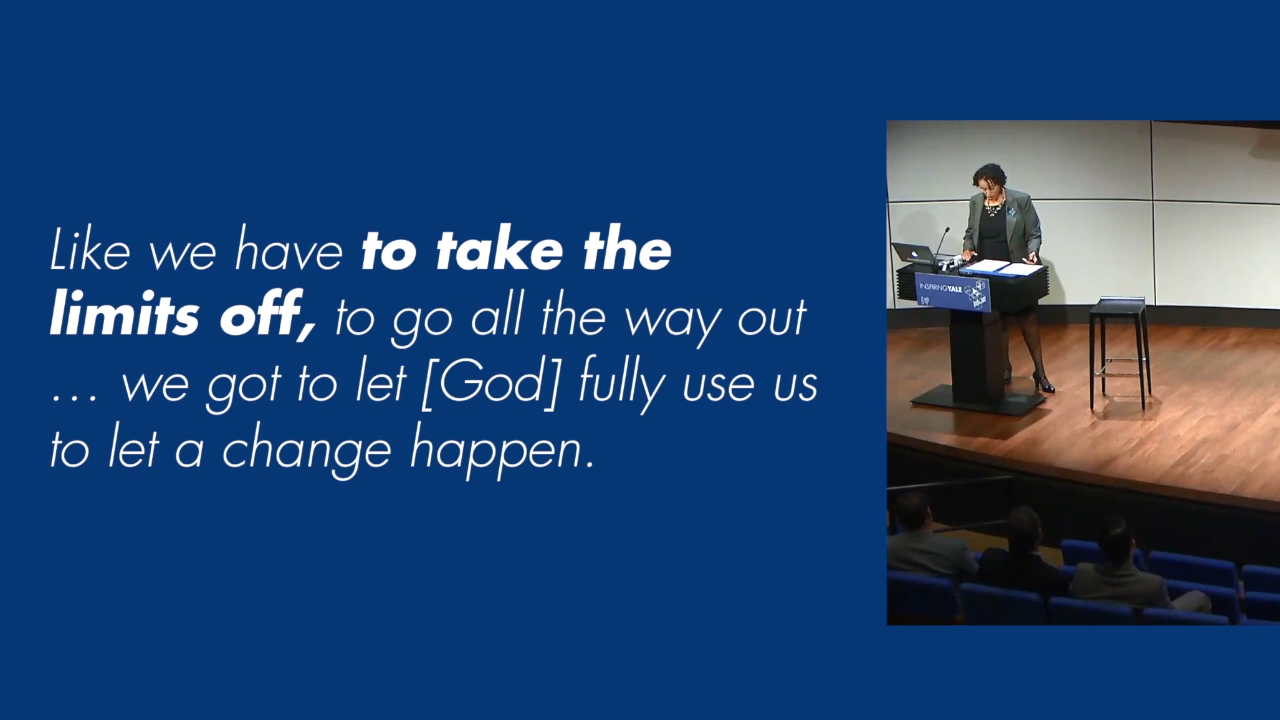 Like we have to take the
limits off, to go all the way out
… we got to let [God] fully use us
to let a change happen.
INSPIRINGYALE